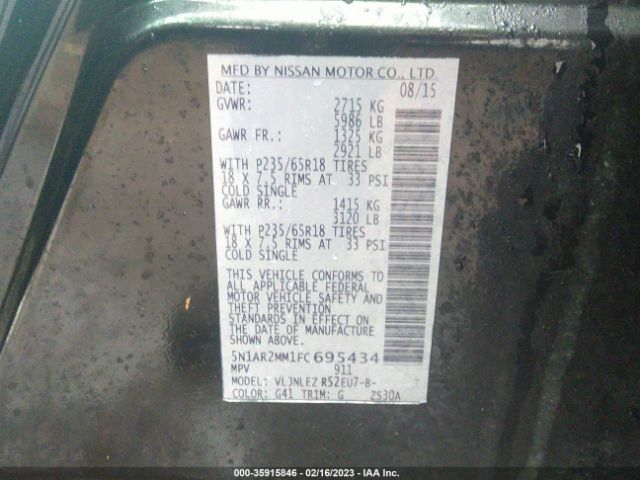 MFD BY NISSAN MOTOR CO., LTD.
DATE: 08/15
GVWR: 2715 KG
5986 LB
GAWR FR.: 1325 KG
2921 LB
WITH P235/65R18 TIRES
18 X 7.5 RIMS AT 33 PSI
COLD SINGLE
GAWR RR.: 1415 KG
3120 LB
WITH P235/65R18 TIRES
18 X 7.5 RIMS AT 33 PSI
COLD SINGLE
THIS VEHICLE CONFORMS TO
ALL APPLICABLE FEDERAL
MOTOR VEHICLE SAFETY AND
THEFT PREVENTION
STANDARDS IN EFFECT ON
THE DATE OF MANUFACTURE
SHOWN ABOVE.
5N1AR2MM1FC695434
MPV 911
MODEL: VLJNLEZ R52EU7-B-
COLOR: G41 TRIM: G ZS30A
000-35915846 - 02/16/2023 - IAA Inc.